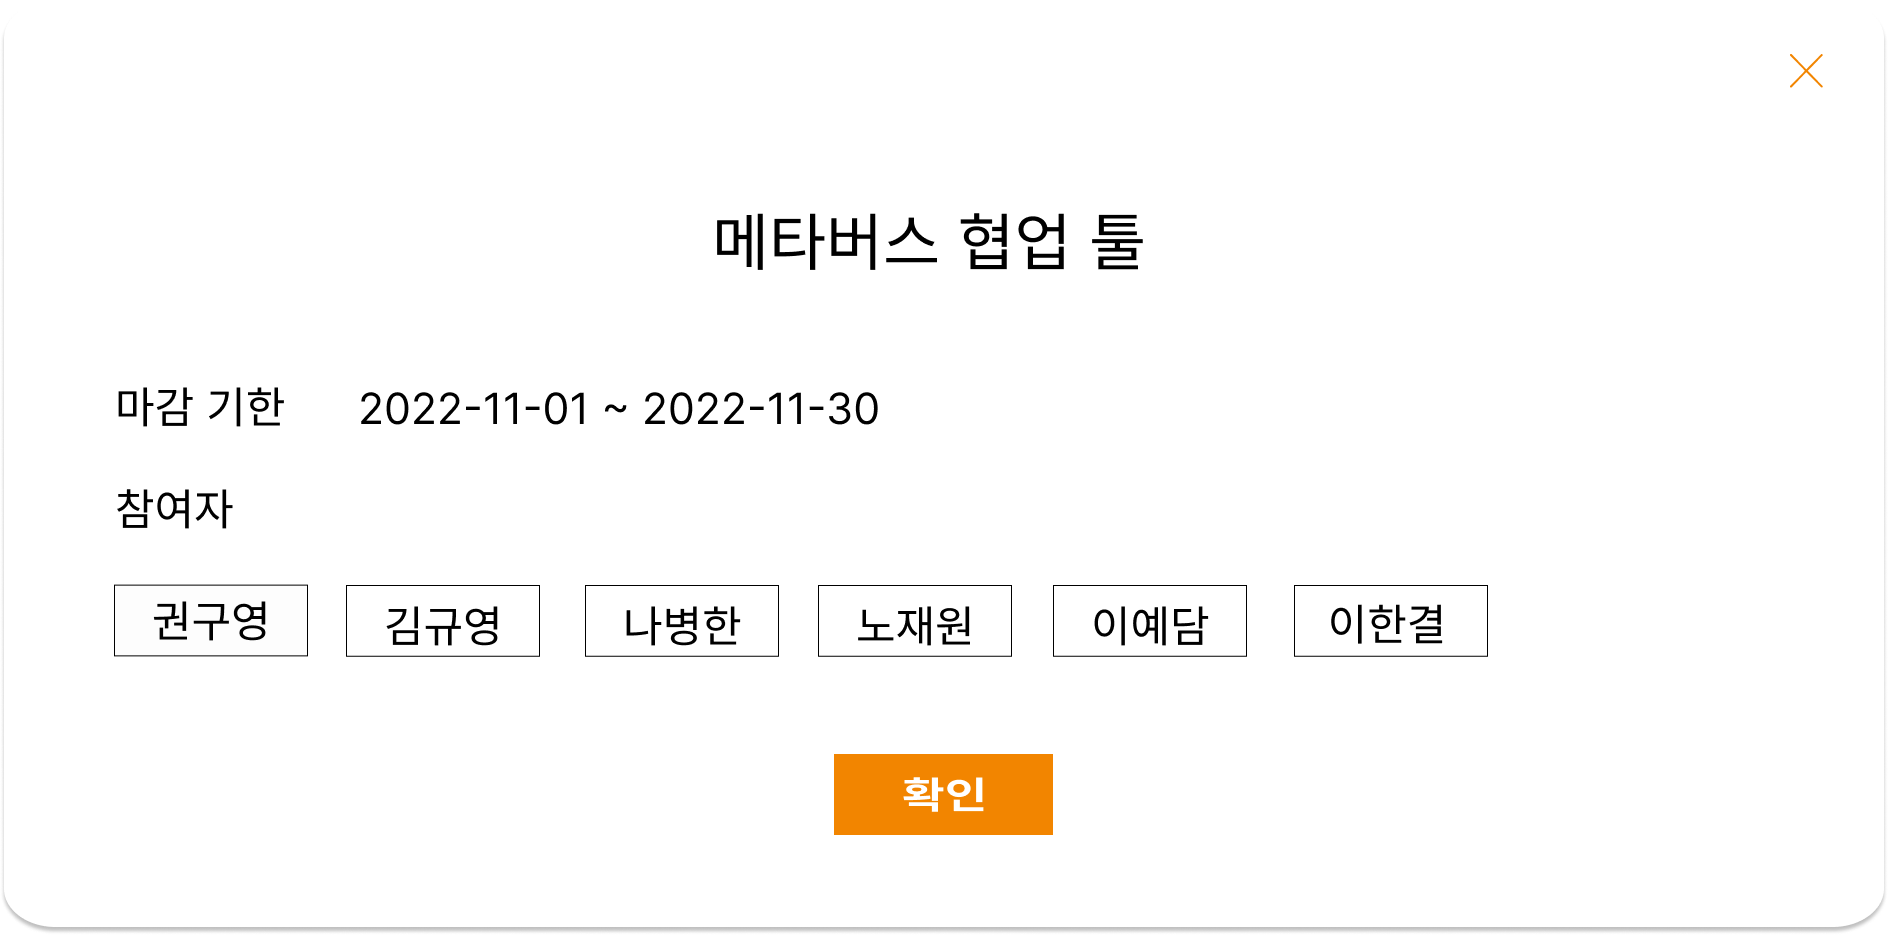 메타버스 협업 툴
마감 기한 2022-11-01 ~ 2022-11-30
참여자
권구영 김규영 나병한 노재원 이예담 이한결
확인